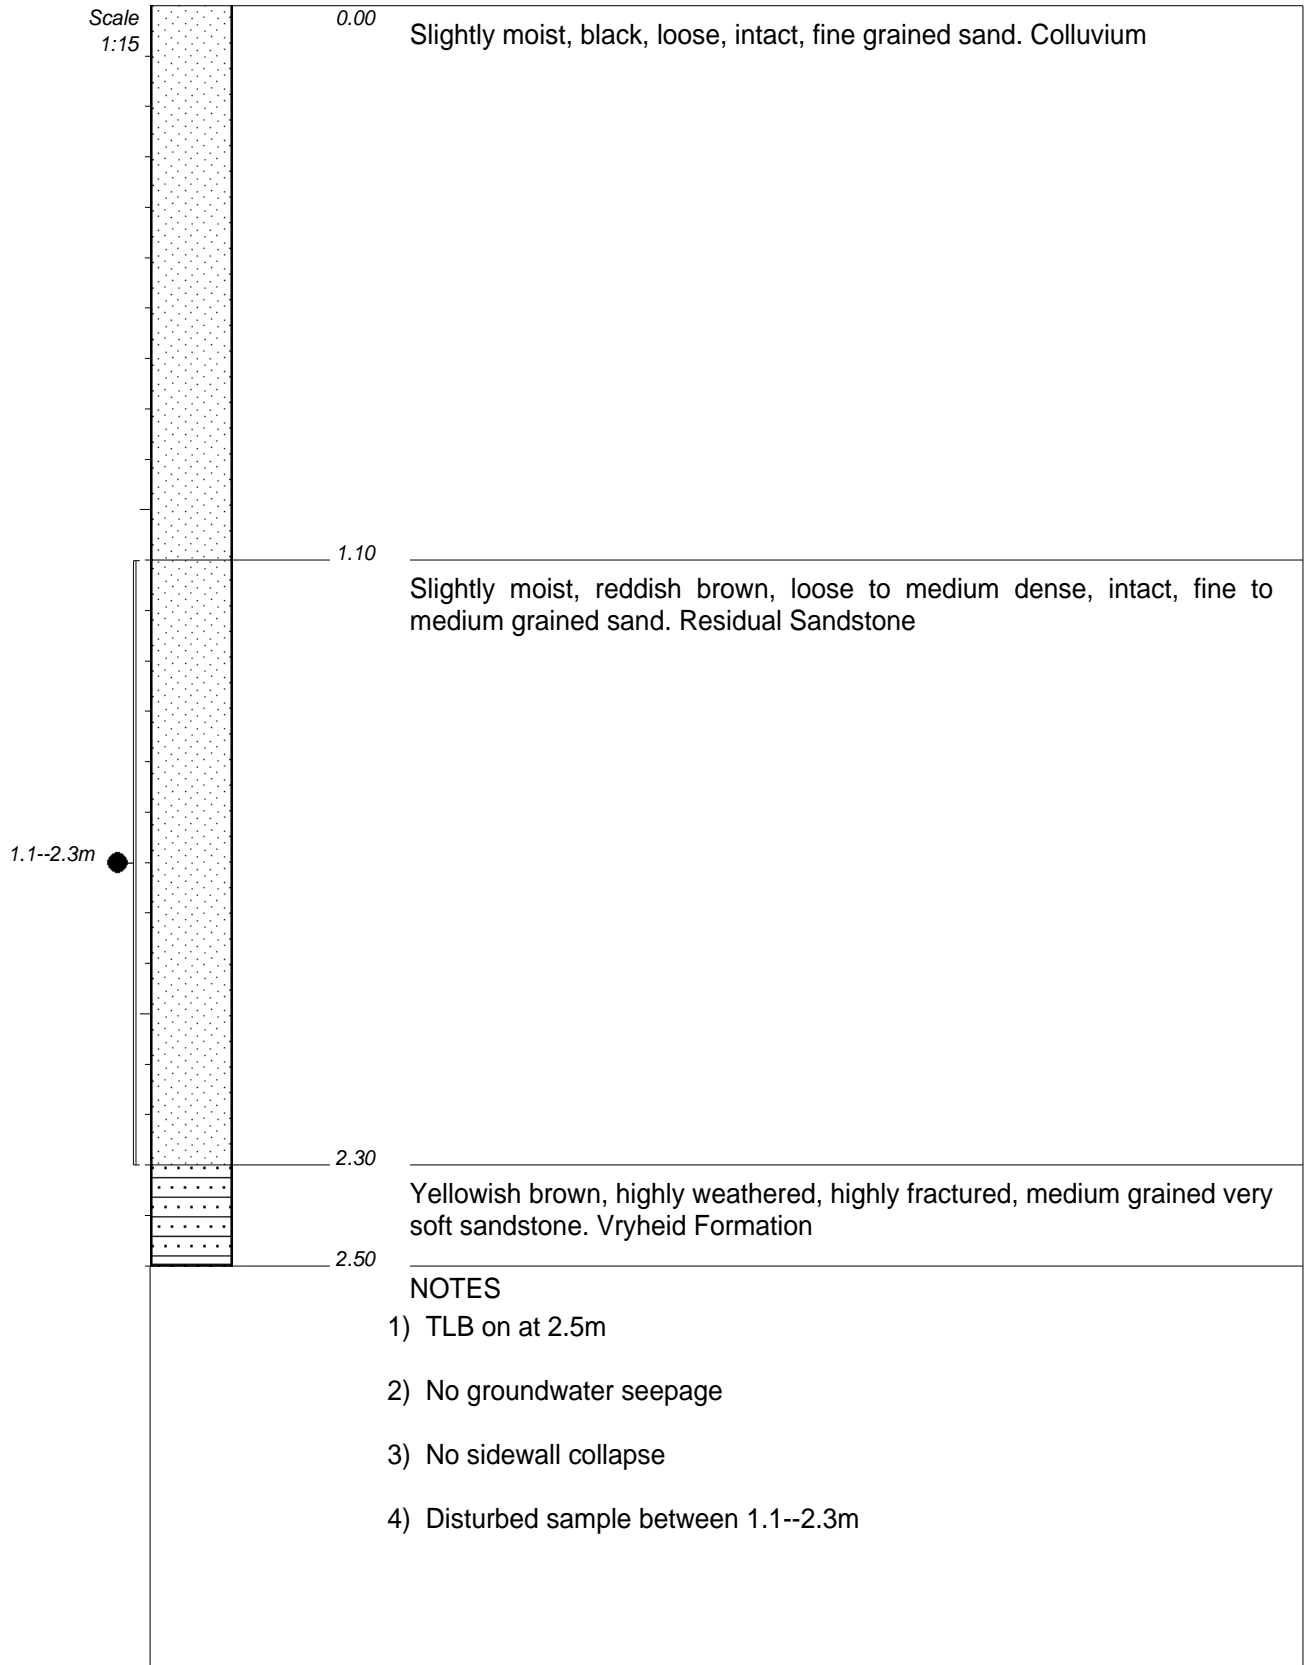 Scale
1:15
0.00
Slightly moist, black, loose, intact, fine grained sand. Colluvium
1.10
Slightly moist, reddish brown, loose to medium dense, intact, fine to
medium grained sand. Residual Sandstone
1.1--2.3m
2.30
Yellowish brown, highly weathered, highly fractured, medium grained very
soft sandstone. Vryheid Formation
2.50
NOTES
1) TLB on at 2.5m
2) No groundwater seepage
3) No sidewall collapse
4) Disturbed sample between 1.1--2.3m